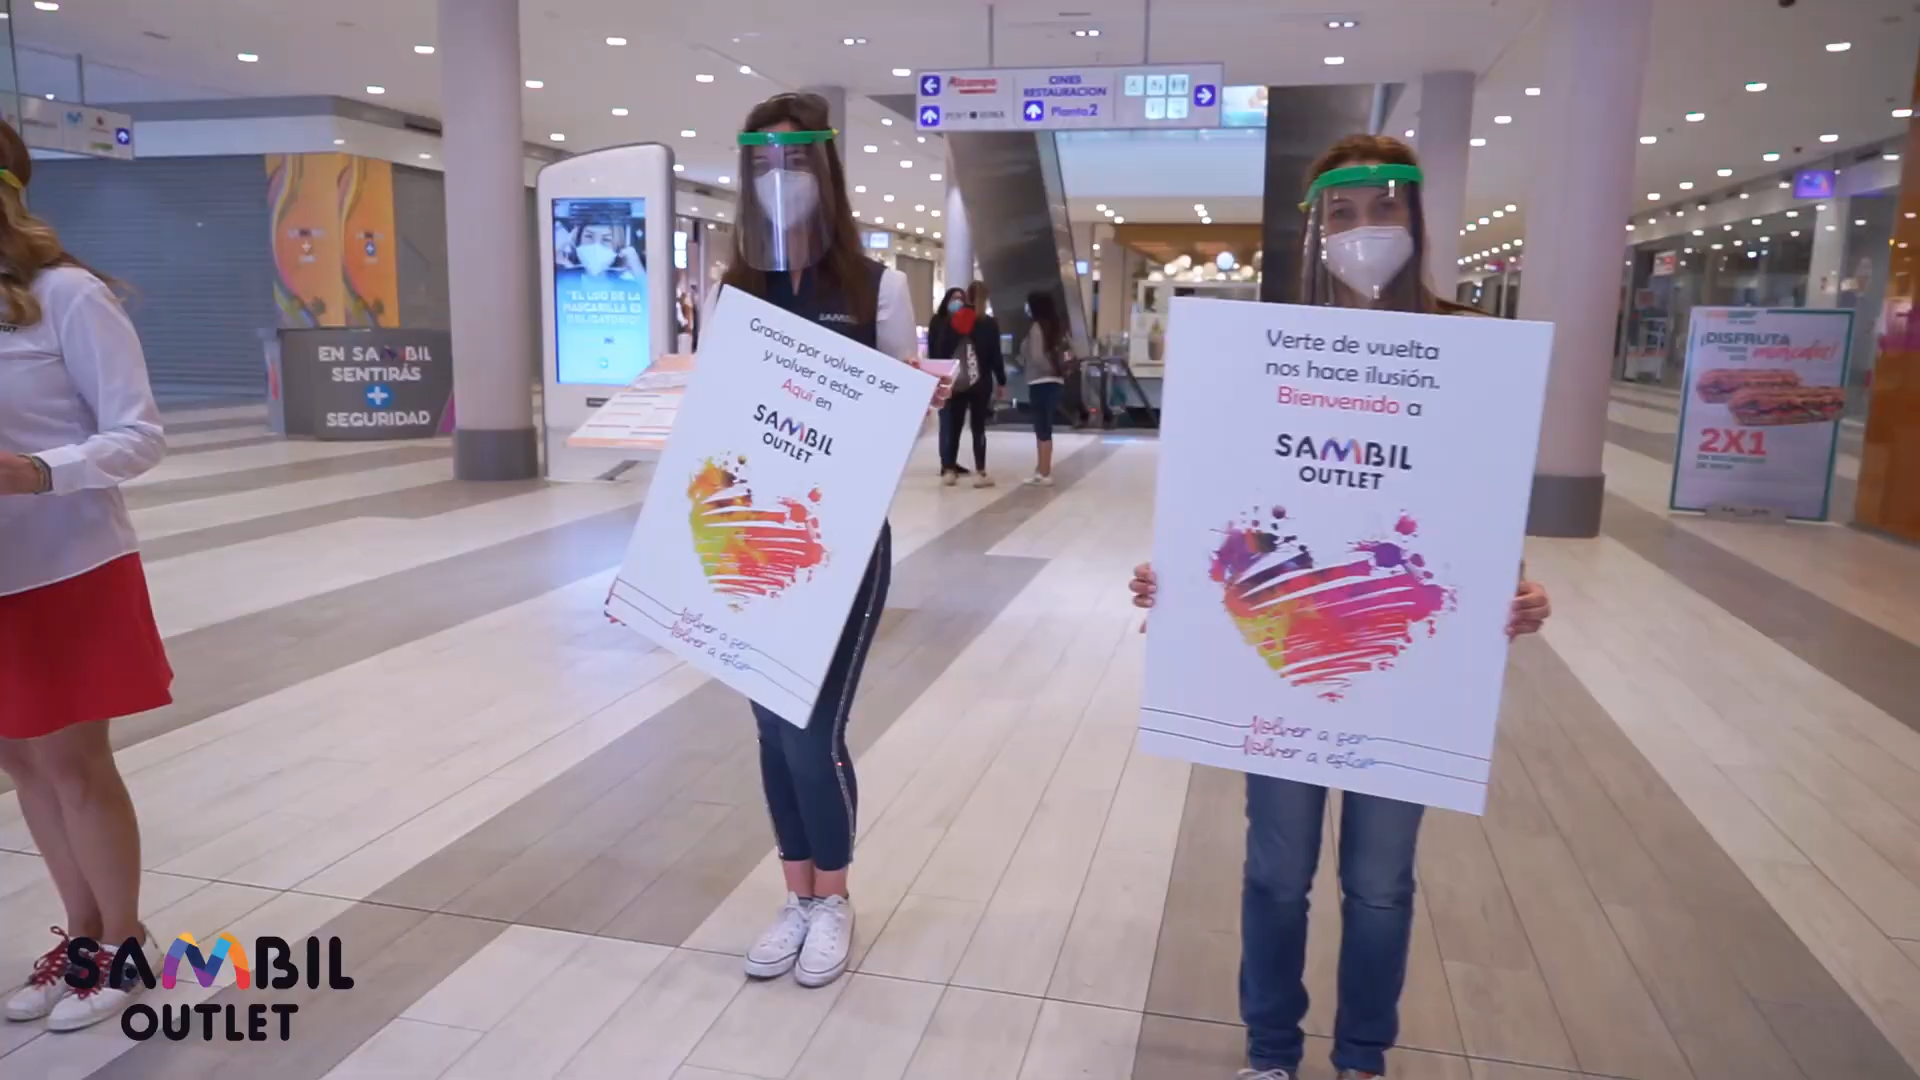 Alcampo
CINES
RESTAURACION
Planta 2
"EL USO DE LA
MASCARILLA ES
OBLIGATORIO"
EN SAMBIL
SENTIRÁS
SEGURIDAD
Gracias por volver a ser
y volver a estar
Aquí en
SAMBIL
OUTLET
Volver a ser
Volver a estar
Verte de vuelta
nos hace ilusión.
Bienvenido a
SAMBIL
OUTLET
Volver a ser
Volver a estar
¡DISFRUTA
2X1
SAMBIL
OUTLET